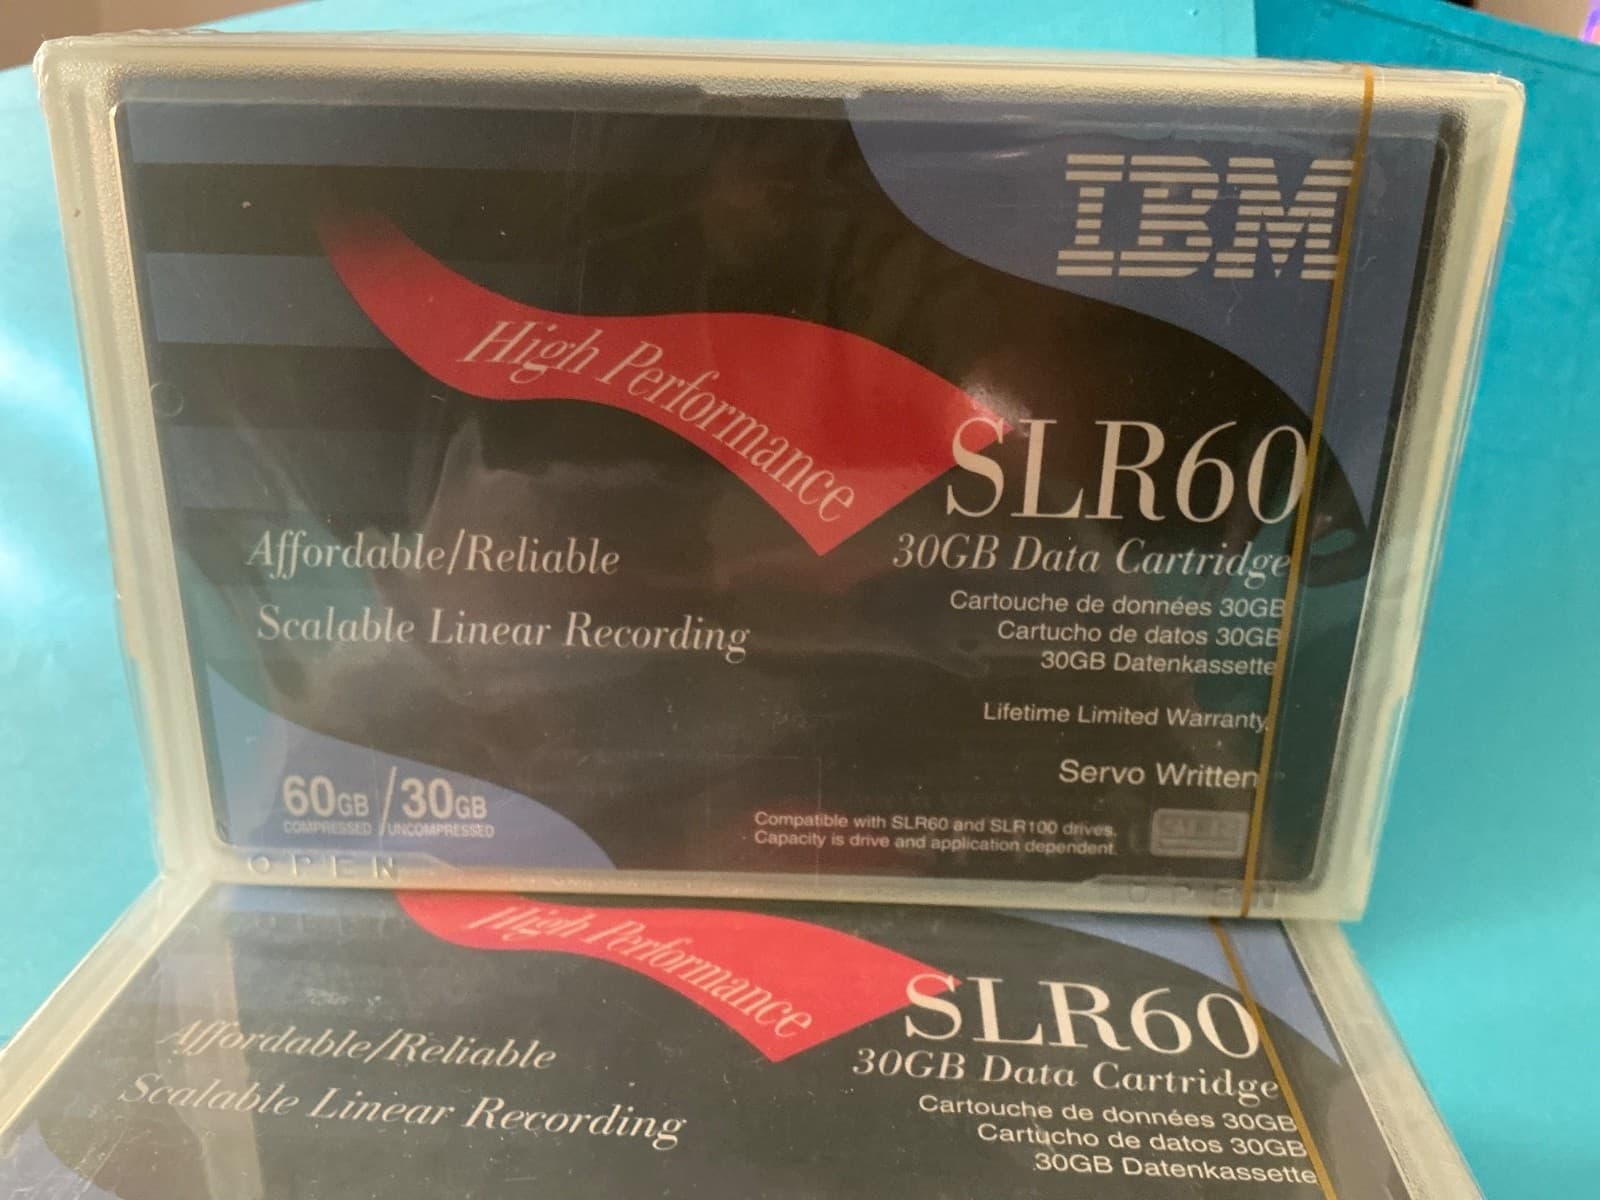 IBM
High Performance
SLR60
30GB Data Cartridge
Affordable/Reliable
Cartouche de données 30GB
Cartucho de datos 30GB
Scalable Linear Recording
30GB Datenkassette
Lifetime Limited Warranty
Servo Written
60GB/30GB
COMPRESSED/UNCOMPRESSED
Compatible with SLR60 and SLR100 drives.
Capacity is drive and application dependent.
SLR
OPEN
OPEN
High Performance
SLR60
Affordable/Reliable
30GB Data Cartridge
Scalable Linear Recording
Cartouche de données 30GB
Cartucho de datos 30GB
30GB Datenkassette